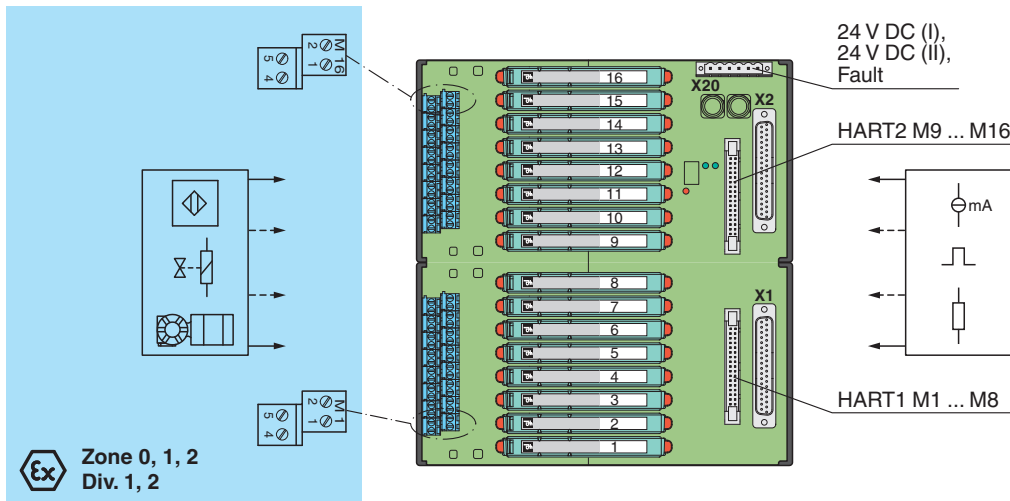 M 16
2 1
5 4
24 V DC (I),
24 V DC (II),
Fault
X20
X2
HART2 M9 ... M16
16
15
14
13
12
11
10
9
mA
8
7
6
5
4
3
2
1
X1
HART1 M1 ... M8
M 1
2 1
5 4
Ex
Zone 0, 1, 2
Div. 1, 2